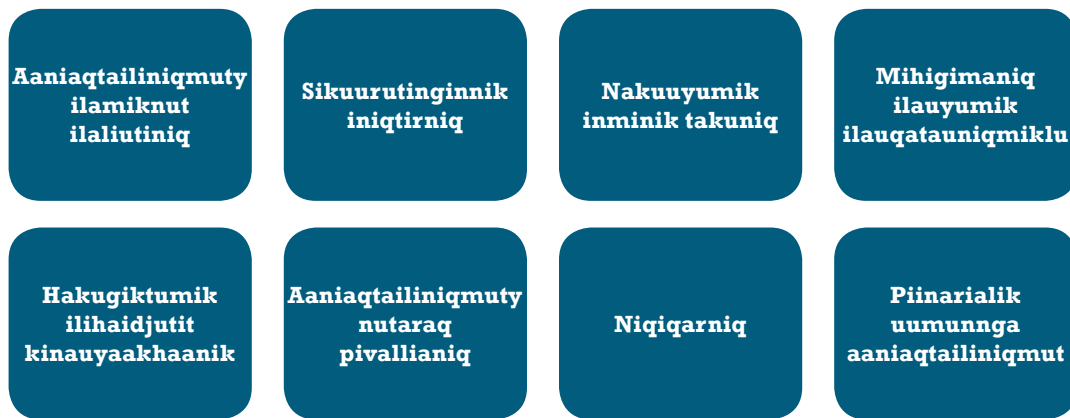 Aaniaqtailiniqmuty
ilamiknut
ilaliutiniq
Sikuurutinginnik
iniqtirniq
Nakuuyumik
inminik takuniq
Mihigimaniq
ilauyumik
ilauqatauniqmiklu
Hakugiktumik
ilihaidjutit
kinauyaakhaanik
Aaniaqtailiniqmuty
nutaraq
pivallianiq
Niqiqarniq
Piinarialik
uumunnga
aaniaqtailiniqmut